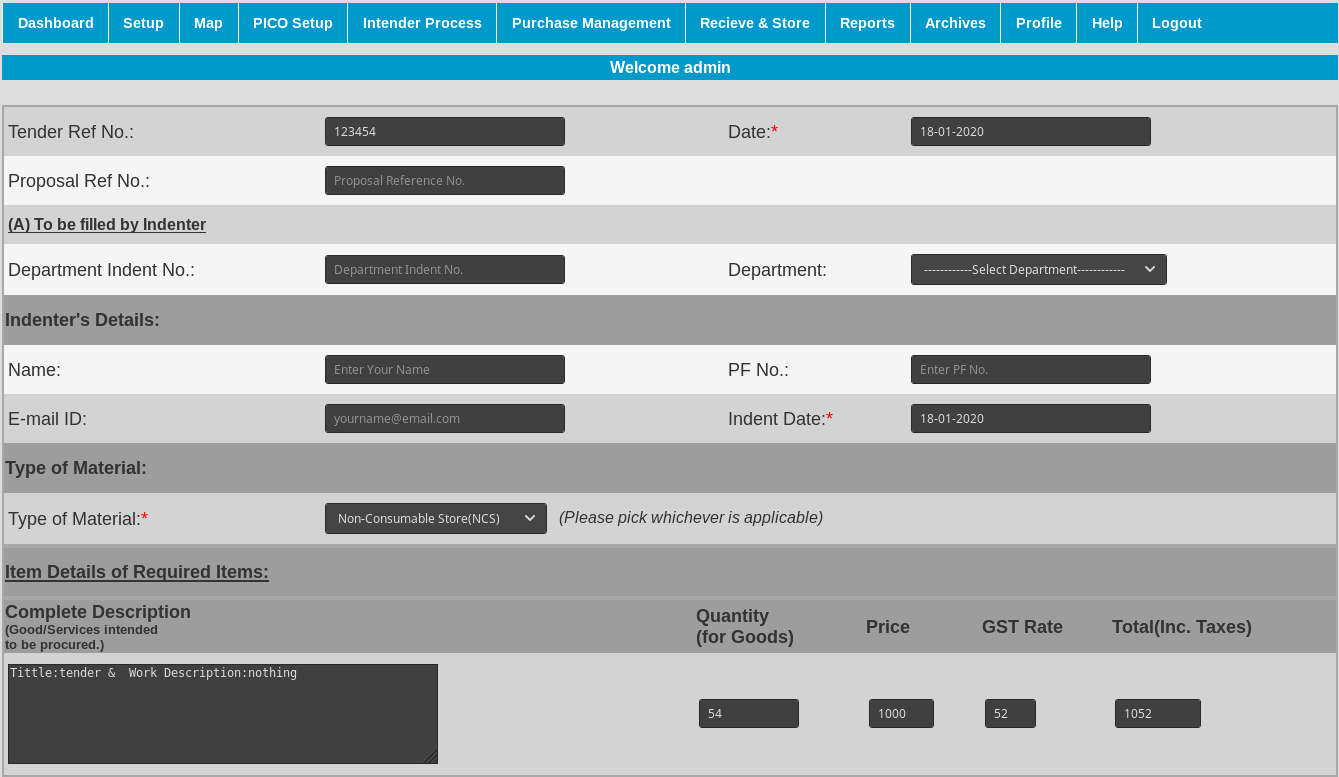 Dashboard Setup Map PICO Setup Intender Process Purchase Management Recieve & Store Reports Archives Profile Help Logout
Welcome admin
Tender Ref No.: 123454 Date:* 18-01-2020
Proposal Ref No.: Proposal Reference No.
(A) To be filled by Indenter
Department Indent No.: Department Indent No. Department: ------------Select Department------------
Indenter's Details:
Name: Enter Your Name PF No.: Enter PF No.
E-mail ID: yourname@email.com Indent Date:* 18-01-2020
Type of Material:
Type of Material:* Non-Consumable Store(NCS) (Please pick whichever is applicable)
Item Details of Required Items:
Complete Description
(Good/Services intended
to be procured.)
Quantity
(for Goods)
Price GST Rate Total(Inc. Taxes)
Tittle:tender &  Work Description:nothing
54 1000 52 1052